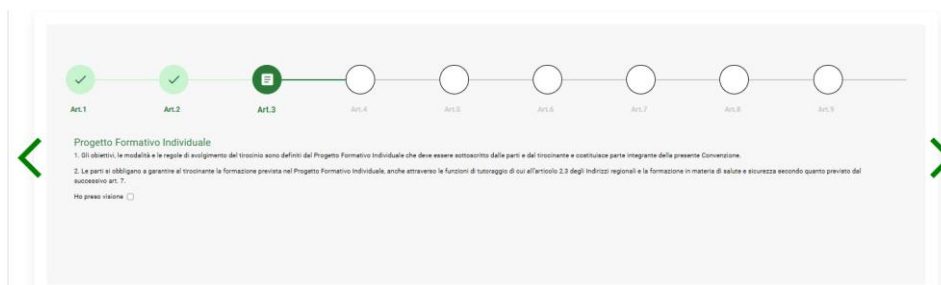 Art.1 Art.2 Art.3 Art.4 Art.5 Art.6 Art.7 Art.8 Art.9
Progetto Formativo Individuale
1. Gli obiettivi, le modalità e le regole di svolgimento del tirocinio sono definiti dal Progetto Formativo Individuale che deve essere sottoscritto dalle parti e dal tirocinante e costituisce parte integrante della presente Convenzione.
2. Le parti si obbligano a garantire al tirocinante la formazione prevista nel Progetto Formativo Individuale, anche attraverso le funzioni di tutoraggio di cui all'articolo 2.3 degli Indirizzi regionali e la formazione in materia di salute e sicurezza secondo quanto previsto dal
successivo art. 7.
Ho preso visione